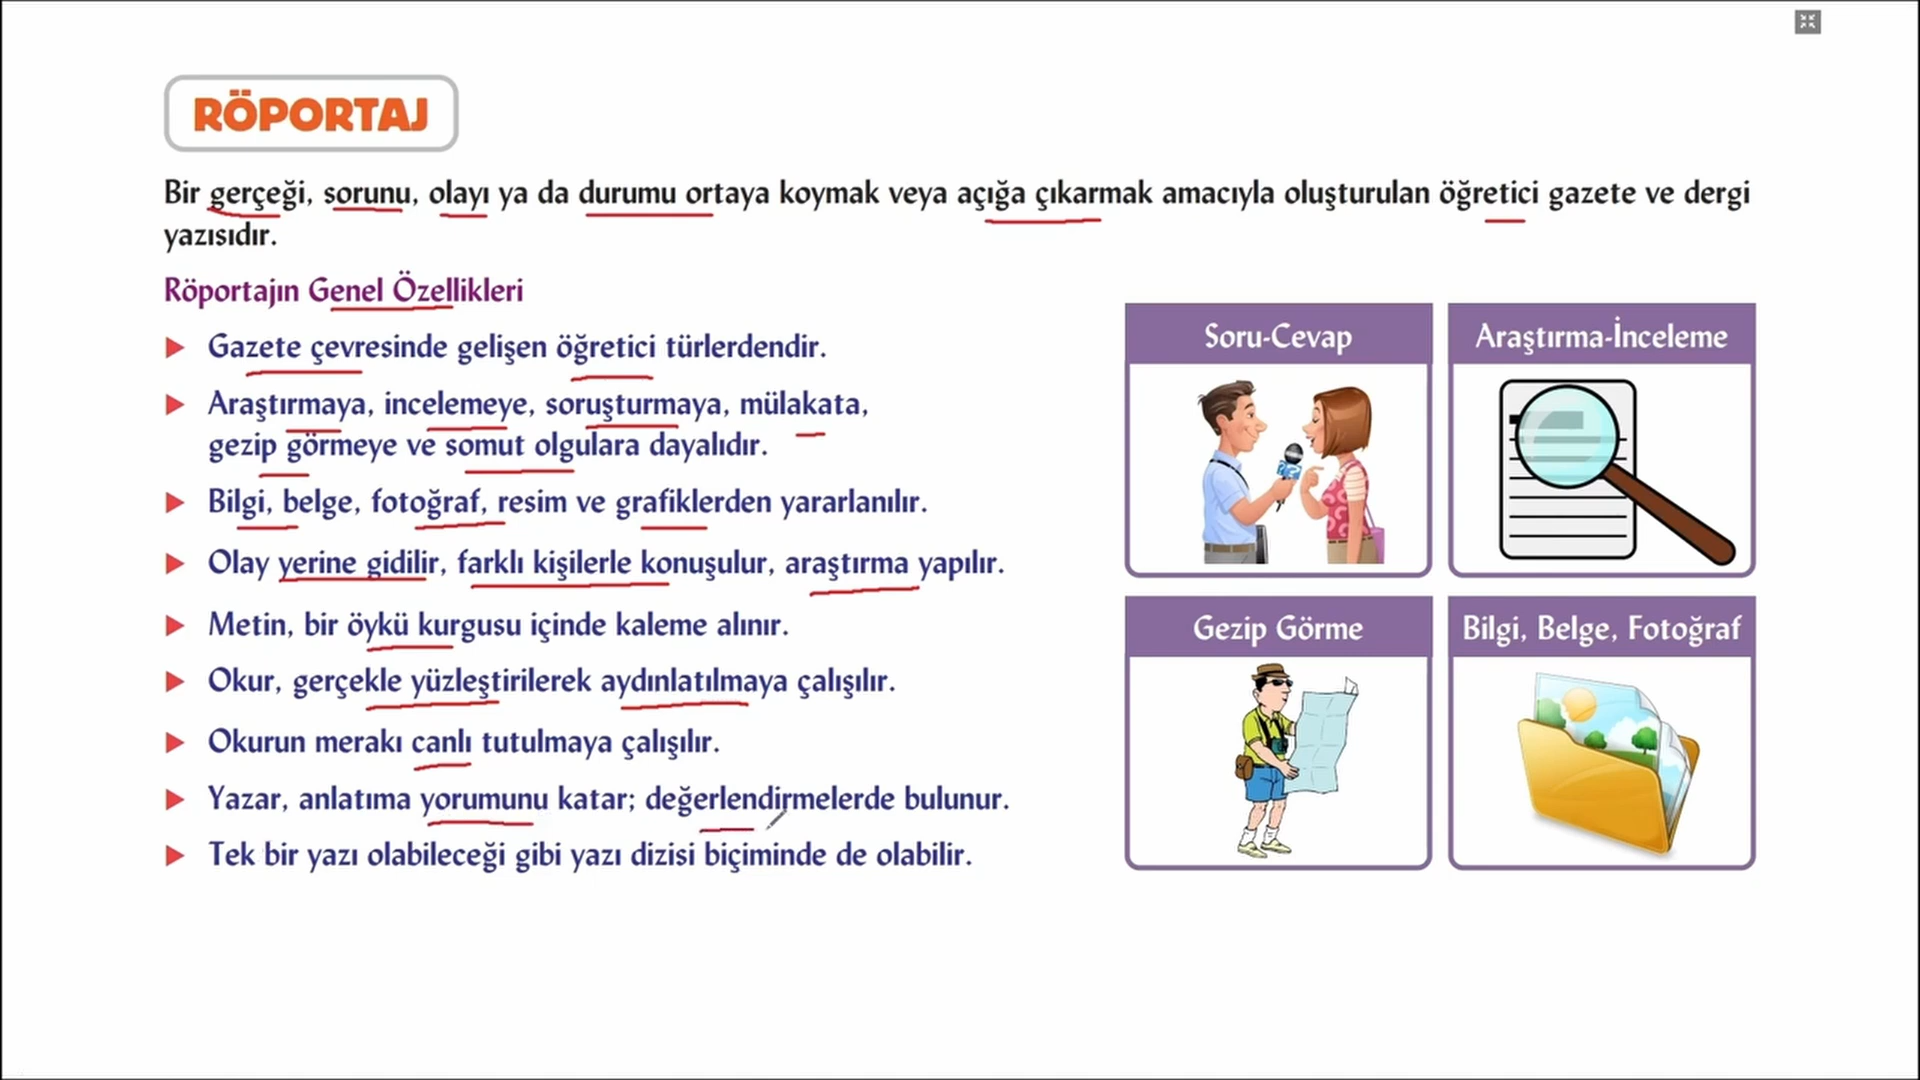 RÖPORTAJ
Bir gerçeği, sorunu, olayı ya da durumu ortaya koymak veya açığa çıkarmak amacıyla oluşturulan öğretici gazete ve dergi
yazısıdır.
Röportajın Genel Özellikleri
Gazete çevresinde gelişen öğretici türlerdendir.
Araştırmaya, incelemeye, soruşturmaya, mülakata,
gezip görmeye ve somut olgulara dayalıdır.
Bilgi, belge, fotoğraf, resim ve grafiklerden yararlanılır.
Olay yerine gidilir, farklı kişilerle konuşulur, araştırma yapılır.
Metin, bir öykü kurgusu içinde kaleme alınır.
Okur, gerçekle yüzleştirilerek aydınlatılmaya çalışılır.
Okurun merakı canlı tutulmaya çalışılır.
Yazar, anlatıma yorumunu katar; değerlendirmelerde bulunur.
Tek bir yazı olabileceği gibi yazı dizisi biçiminde de olabilir.
Soru-Cevap
Araştırma-İnceleme
Gezip Görme
Bilgi, Belge, Fotoğraf